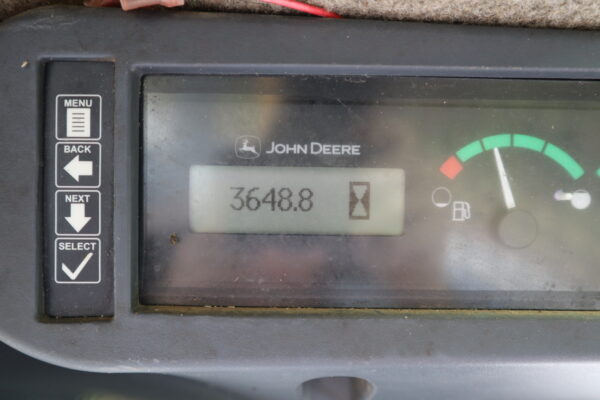 MENU
BACK
NEXT
SELECT
JOHN DEERE
3648.8